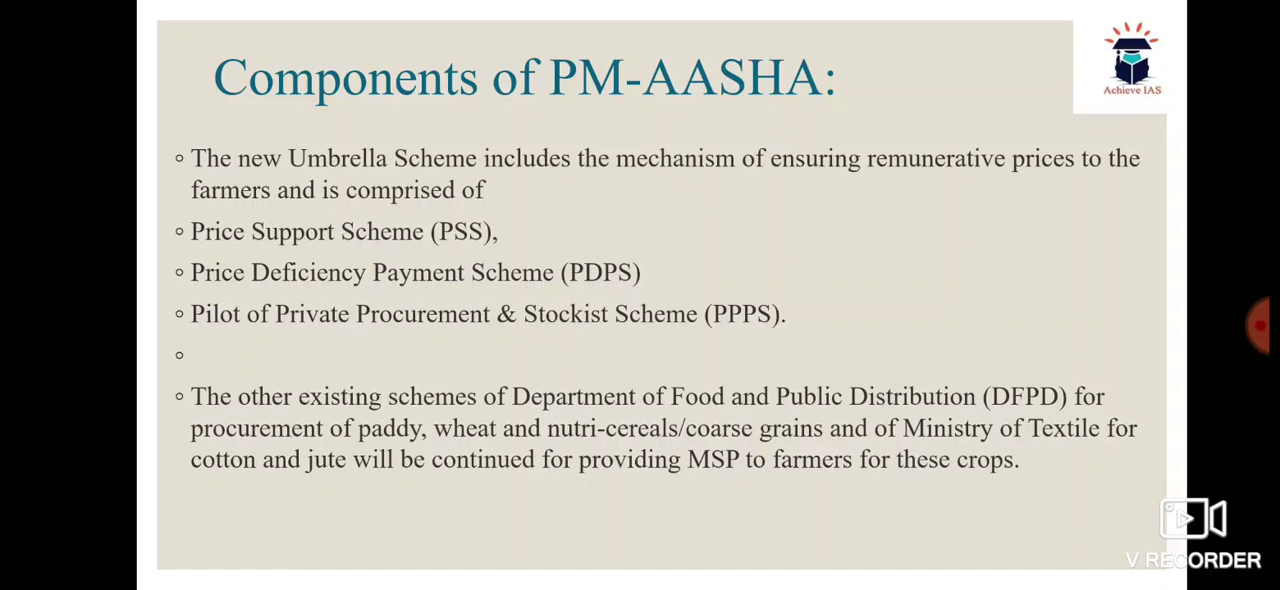 Components of PM-AASHA:
Achieve IAS
The new Umbrella Scheme includes the mechanism of ensuring remunerative prices to the
farmers and is comprised of
Price Support Scheme (PSS),
Price Deficiency Payment Scheme (PDPS)
Pilot of Private Procurement & Stockist Scheme (PPPS).
The other existing schemes of Department of Food and Public Distribution (DFPD) for
procurement of paddy, wheat and nutri-cereals/coarse grains and of Ministry of Textile for
cotton and jute will be continued for providing MSP to farmers for these crops.
V RECORDER